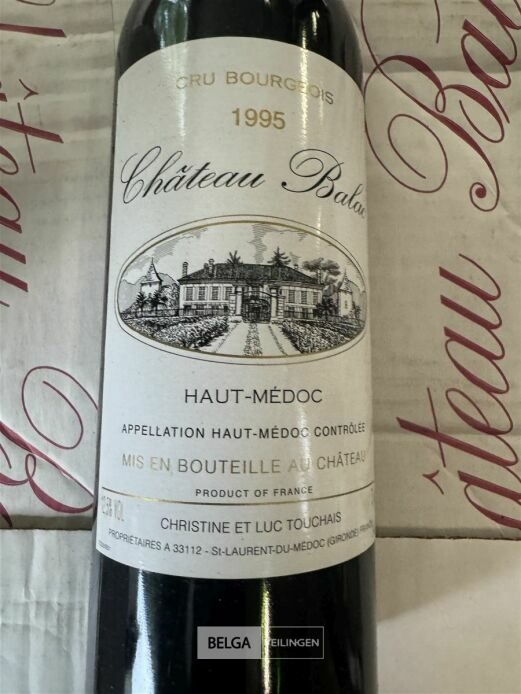 CRU BOURGEOIS
1995
Château Balac
HAUT-MÉDOC
APPELLATION HAUT-MÉDOC CONTRÔLÉE
MIS EN BOUTEILLE AU CHÂTEAU
PRODUCT OF FRANCE
CHRISTINE ET LUC TOUCHAIS
PROPRIÉTAIRES A 33112 - St-LAURENT-DU-MÉDOC (GIRONDE)
BELGA VEILINGEN